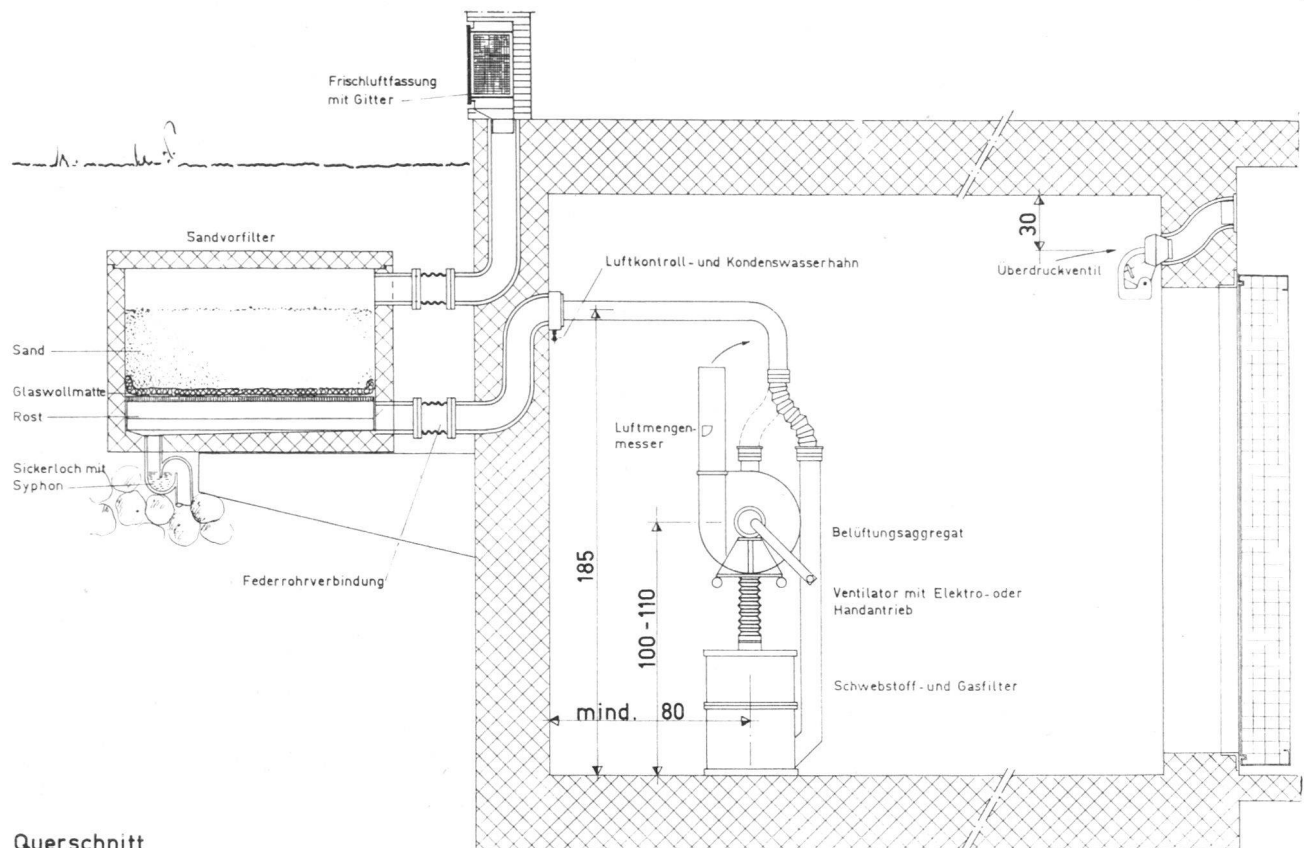 Frischluftfassung
mit Gitter
Sandvorfilter
30
Luftkontroll- und Kondenswasserhahn
Überdruckventil
Sand
Glaswollmatte
Rost
Luftmengen-
messer
Sickerloch mit
Syphon
Belüftungsaggregat
Federrohrverbindung
185
100-110
Ventilator mit Elektro- oder
Handantrieb
Schwebstoff- und Gasfilter
mind. 80
Querschnitt